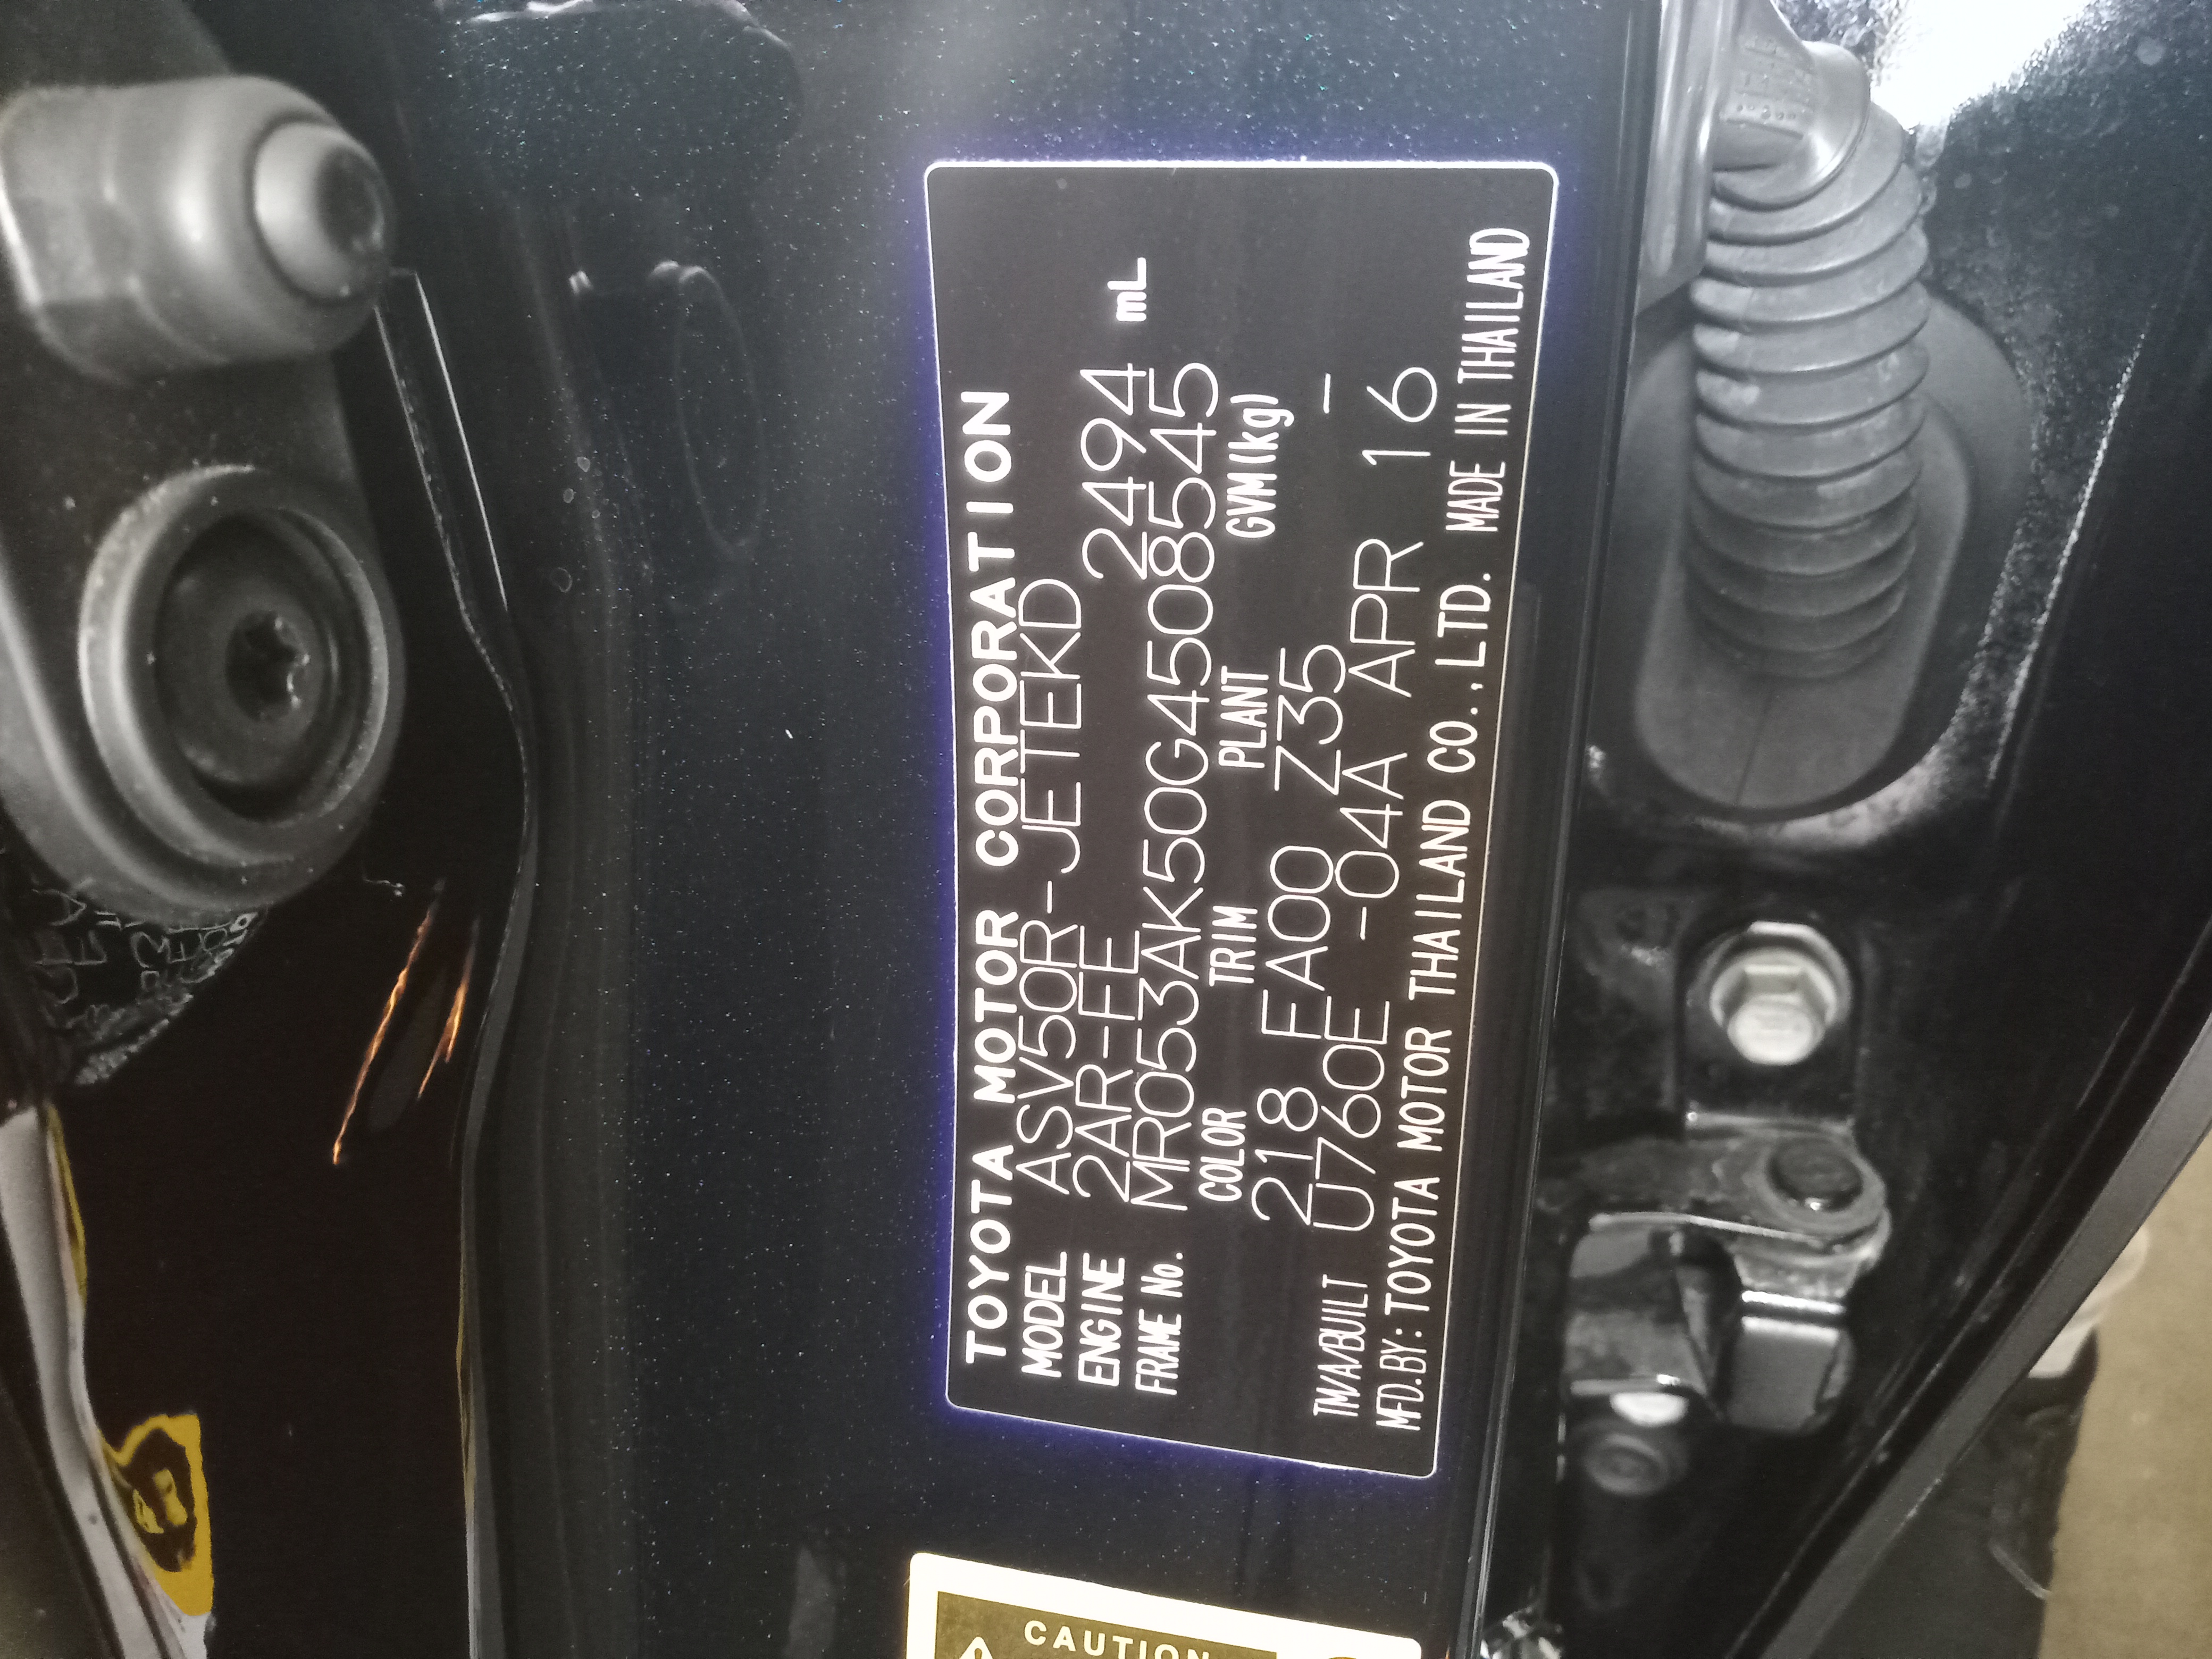 TOYOTA MOTOR CORPORATION
MODEL ASV50R-JETEKD
ENGINE 2AR-FE 2494 mL
FRAME No. MR053AK50G4508545
COLOR TRIM PLANT GVM(kg)
218 FA00 Z35 -
TM/A/BUILT U760E -04A APR 16
MFD.BY: TOYOTA MOTOR THAILAND CO.,LTD. MADE IN THAILAND
CAUTION